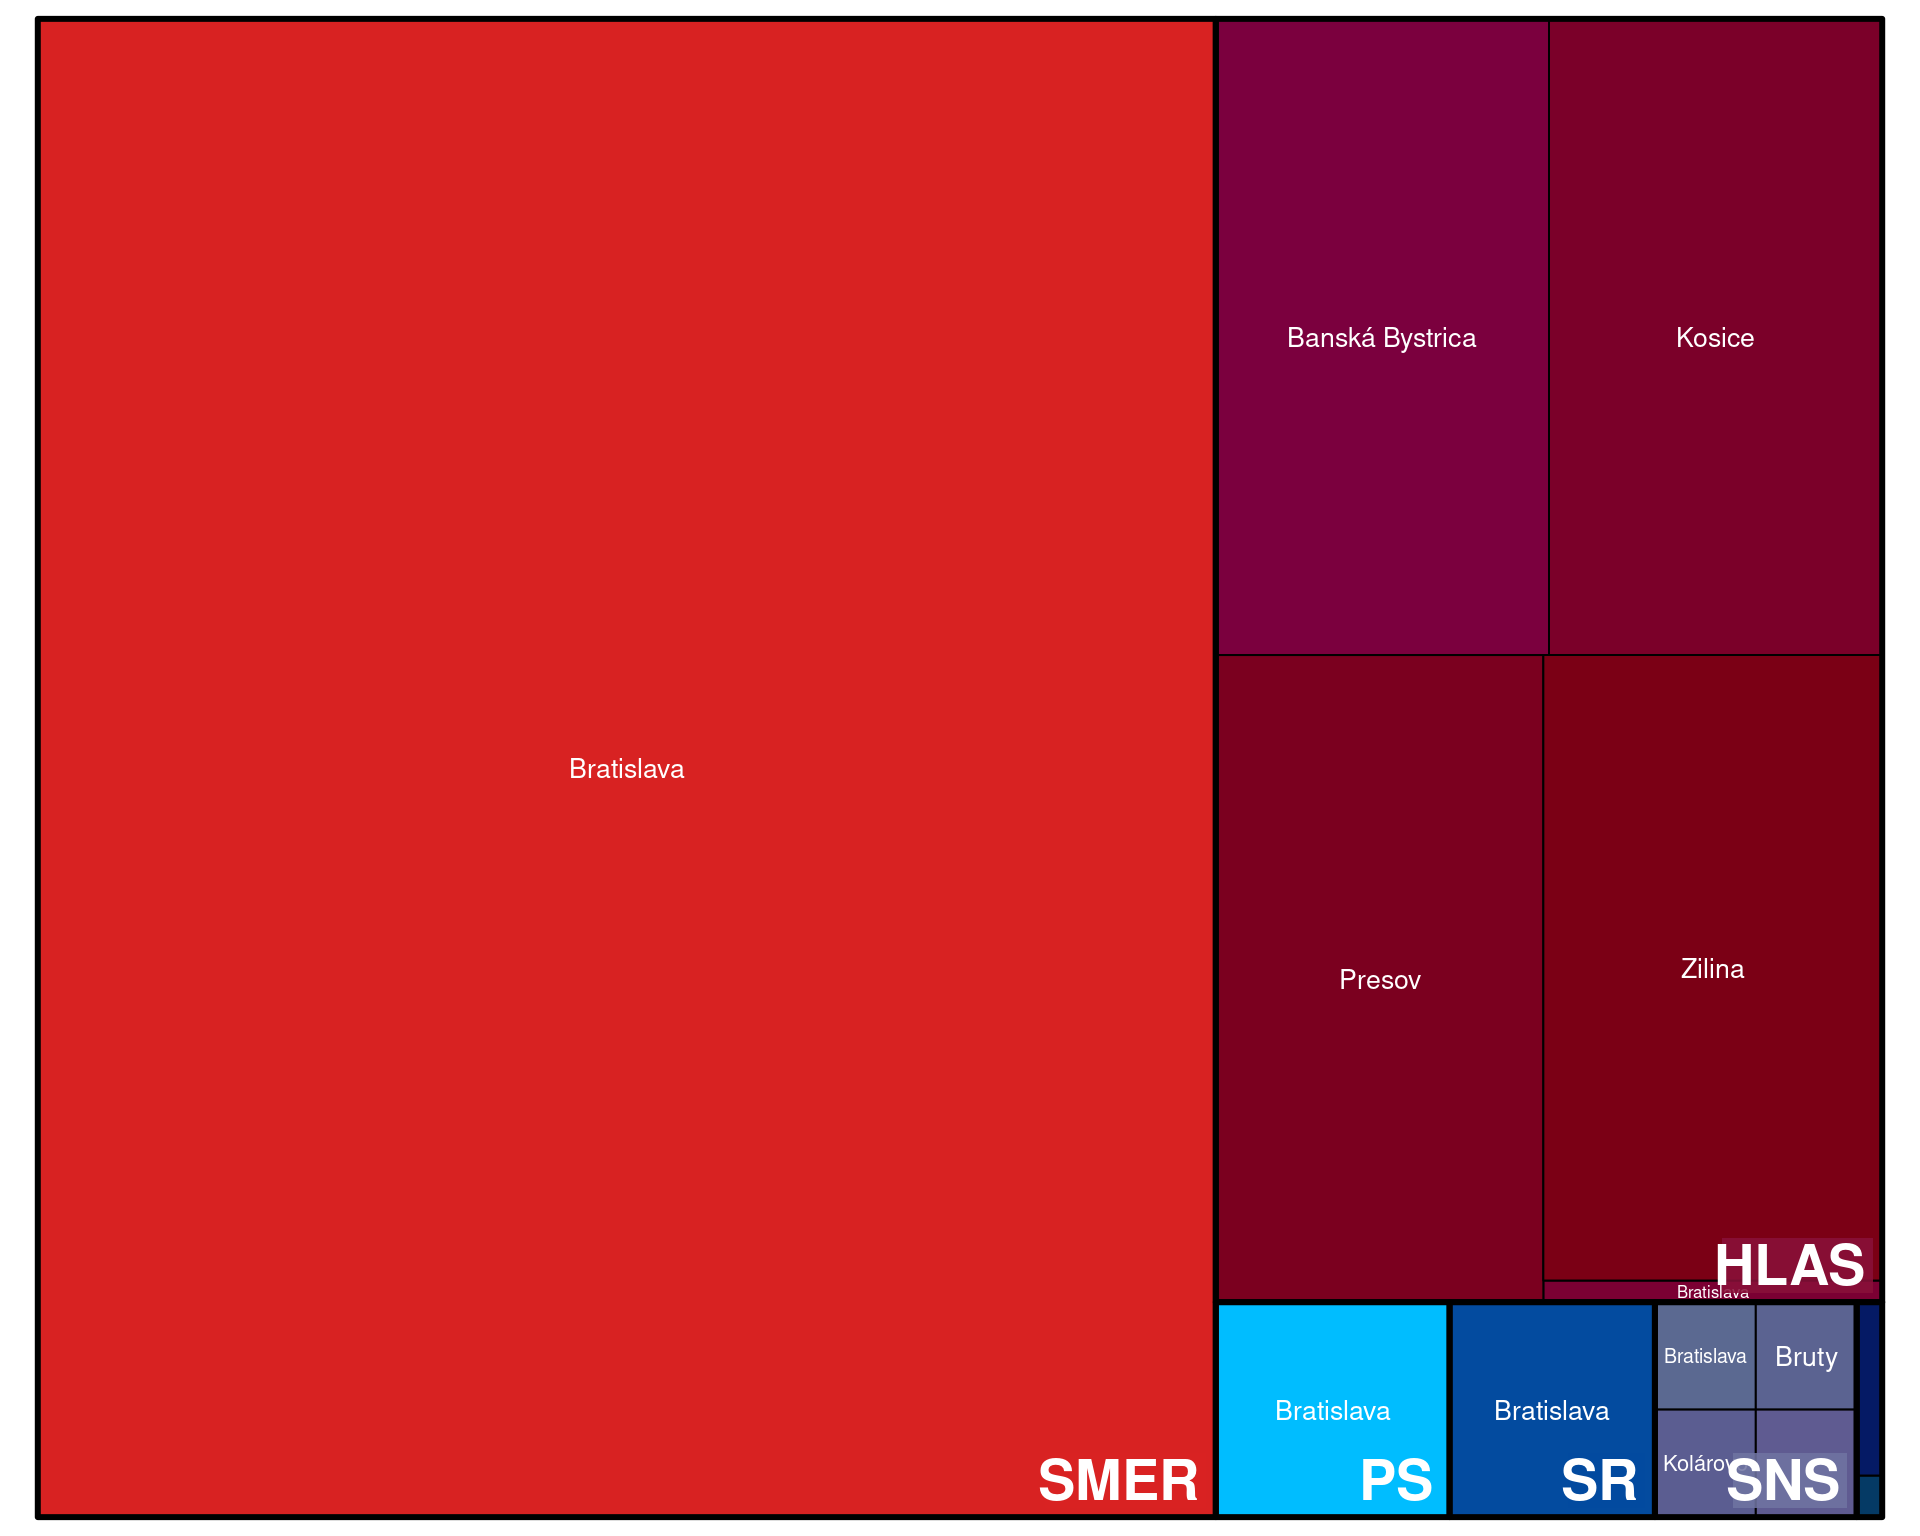 Bratislava
SMER
Banská Bystrica
Kosice
Presov
Zilina
HLAS
Bratislava
Bratislava
PS
Bratislava
SR
Bratislava
Bruty
SNS